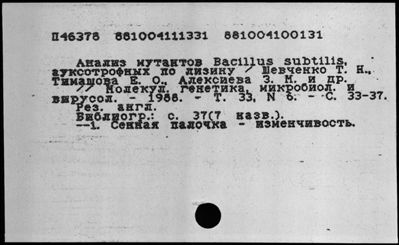 П46378 881004111331 881004100131
Анализ мутантов Bacillus subtilis,
ауксотрофных по лизину / Шевченко Т. Н.,
Тимашова Е. О., Алексиева З. М. и др.
// Молекул. генетика, микробиол. и
вирусол. - 1988. - Т. 33, N 6. - С. 33-37.
Рез. англ.
Библиогр.: с. 37(7 назв.).
--1. Сенная палочка - изменчивость.